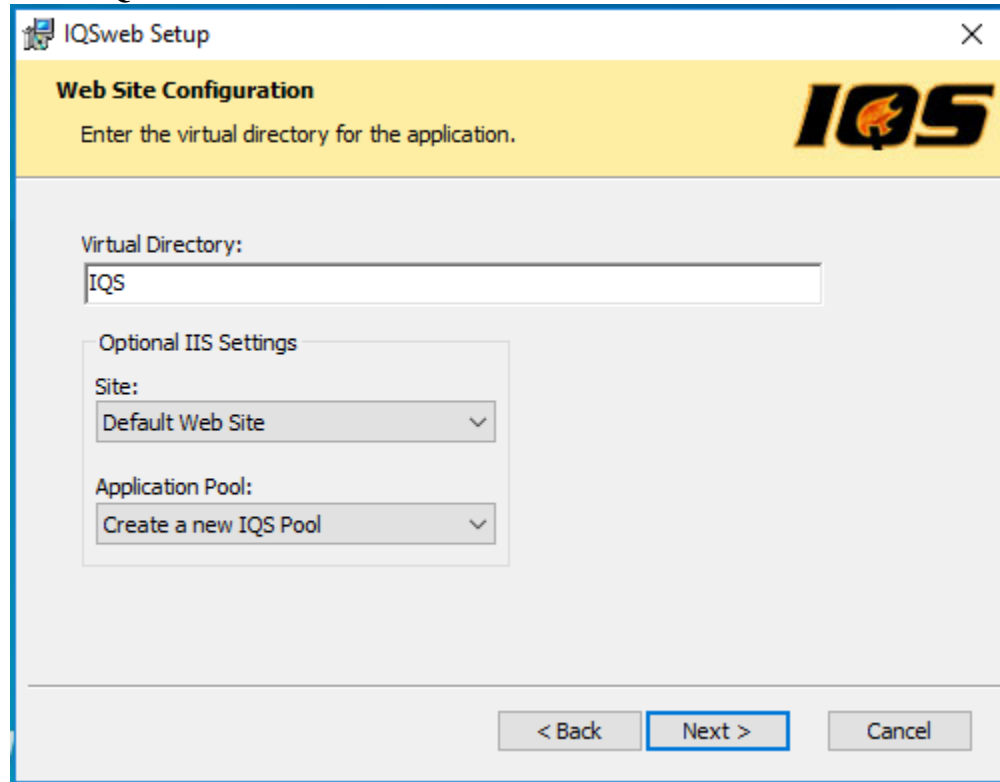 IQSweb Setup
Web Site Configuration
Enter the virtual directory for the application.
IQS
Virtual Directory:
IQS
Optional IIS Settings
Site:
Default Web Site
Application Pool:
Create a new IQS Pool
< Back Next > Cancel